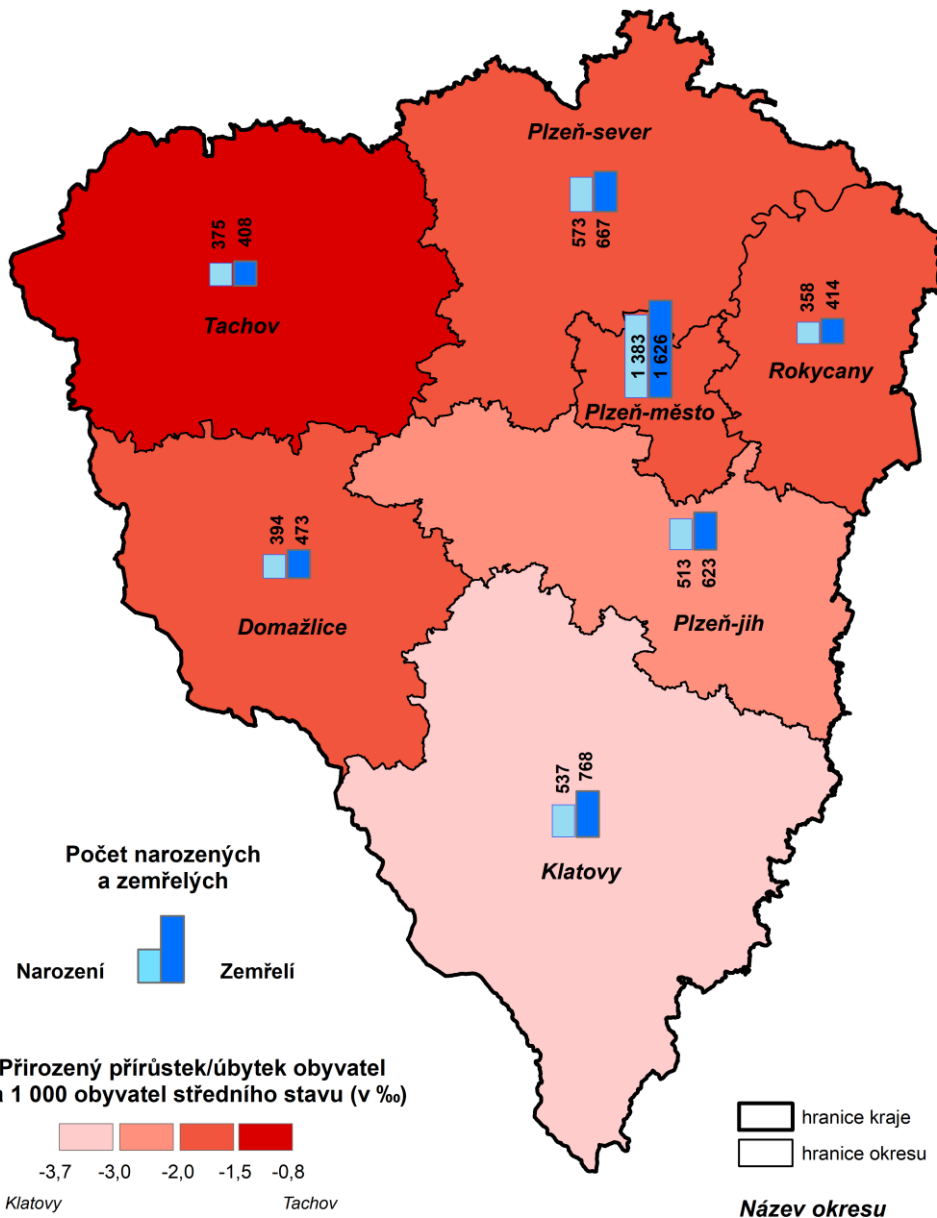 Plzeň-sever
573 667
375 408
Tachov
358 414
Rokycany
1 383 1 626
Plzeň-město
394 473
Domažlice
513 623
Plzeň-jih
537 768
Klatovy
Počet narozených
a zemřelých
Narození Zemřelí
Přirozený přírůstek/úbytek obyvatel
1 000 obyvatel středního stavu (v ‰)
-3,7 -3,0 -2,0 -1,5 -0,8
Klatovy Tachov
hranice kraje
hranice okresu
Název okresu